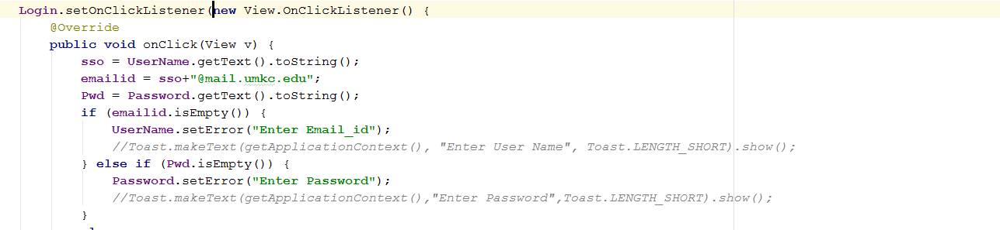 Login.setOnClickListener(new View.OnClickListener() {
@Override
public void onClick(View v) {
sso = UserName.getText().toString();
emailid = sso+"@mail.umkc.edu";
Pwd = Password.getText().toString();
if (emailid.isEmpty()) {
UserName.setError("Enter Email_id");
//Toast.makeText(getApplicationContext(), "Enter User Name", Toast.LENGTH_SHORT).show();
} else if (Pwd.isEmpty()) {
Password.setError("Enter Password");
//Toast.makeText(getApplicationContext(),"Enter Password",Toast.LENGTH_SHORT).show();
}